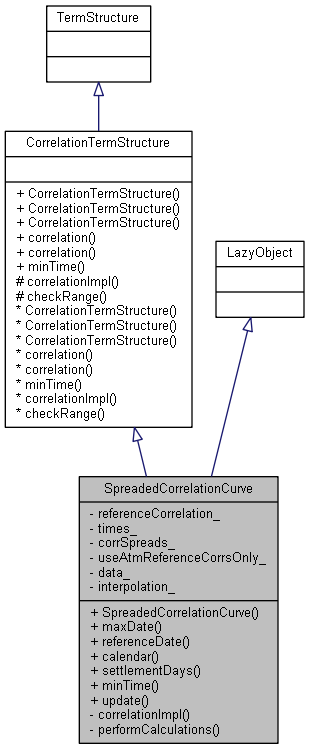 TermStructure
CorrelationTermStructure
+ CorrelationTermStructure()
+ CorrelationTermStructure()
+ CorrelationTermStructure()
+ correlation()
+ correlation()
+ minTime()
# correlationImpl()
# checkRange()
* CorrelationTermStructure()
* CorrelationTermStructure()
* CorrelationTermStructure()
* correlation()
* correlation()
* minTime()
* correlationImpl()
* checkRange()
LazyObject
SpreadedCorrelationCurve
- referenceCorrelation_
- times_
- corrSpreads_
- useAtmReferenceCorrsOnly_
- data_
- interpolation_
+ SpreadedCorrelationCurve()
+ maxDate()
+ referenceDate()
+ calendar()
+ settlementDays()
+ minTime()
+ update()
- correlationImpl()
- performCalculations()